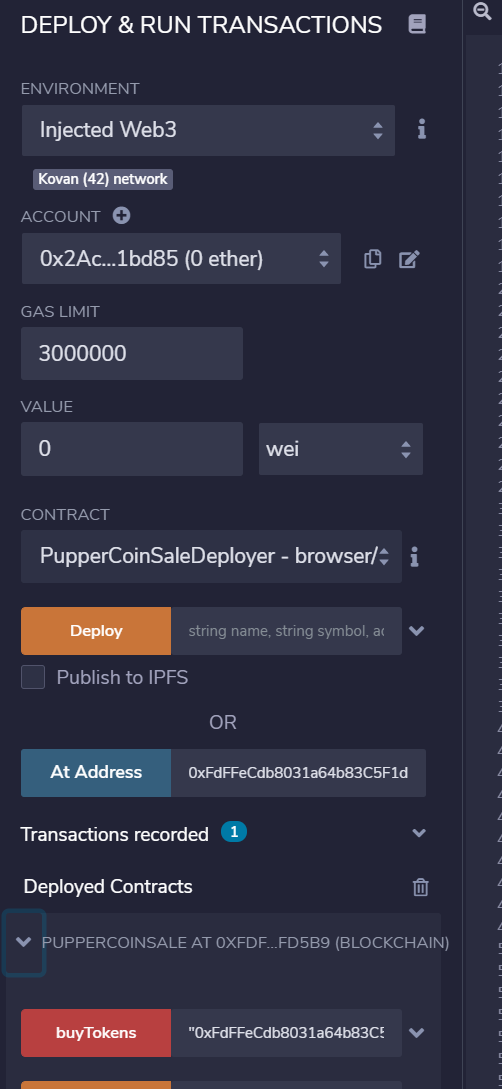 DEPLOY & RUN TRANSACTIONS
ENVIRONMENT
Injected Web3
Kovan (42) network
ACCOUNT
0x2Ac...1bd85 (0 ether)
GAS LIMIT
3000000
VALUE
0 wei
CONTRACT
PupperCoinSaleDeployer - browser/
Deploy string name, string symbol, ac
Publish to IPFS
OR
At Address 0xFdFFeCdb8031a64b83C5F1d
Transactions recorded 1
Deployed Contracts
PUPPERCOINSALE AT 0XFDF...FD5B9 (BLOCKCHAIN)
buyTokens "0xFdFFeCdb8031a64b83C5